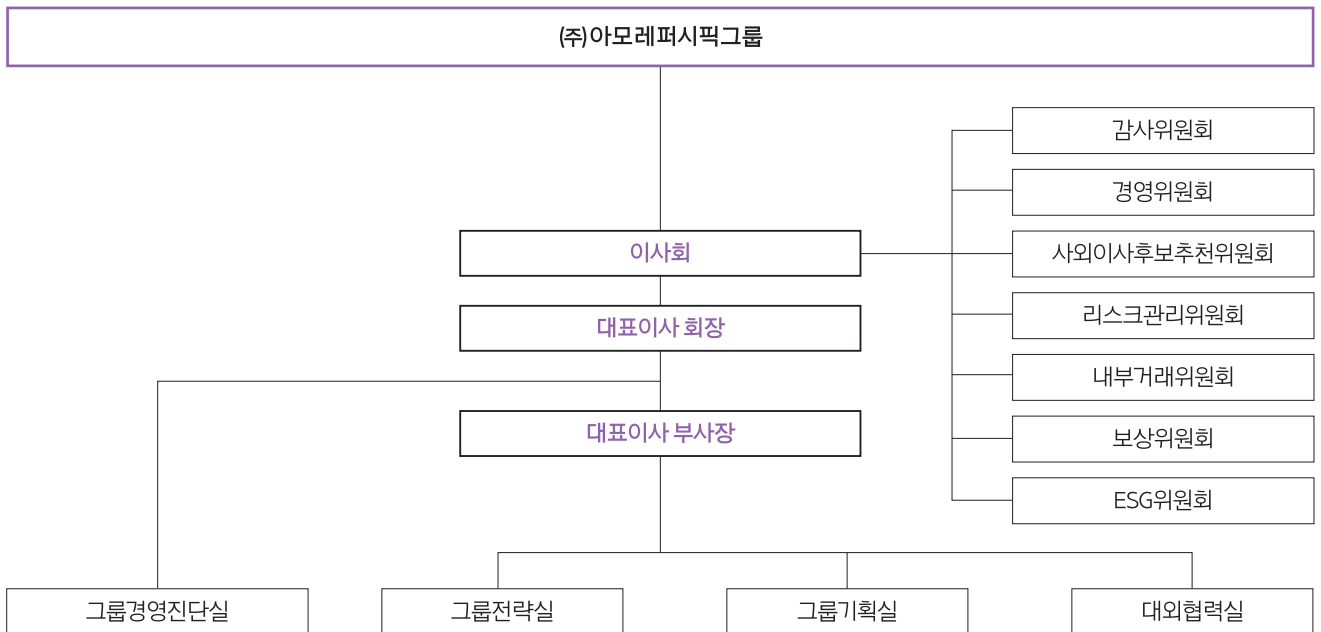 (주)아모레퍼시픽그룹
감사위원회
경영위원회
이사회
사외이사후보추천위원회
리스크관리위원회
대표이사 회장
내부거래위원회
대표이사 부사장
보상위원회
ESG위원회
그룹경영진단실
그룹전략실
그룹기획실
대외협력실